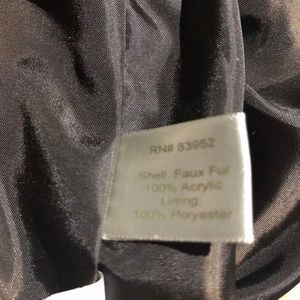 RN# 83952
Shell: Faux Fur
100% Acrylic
Lining:
100% Polyester